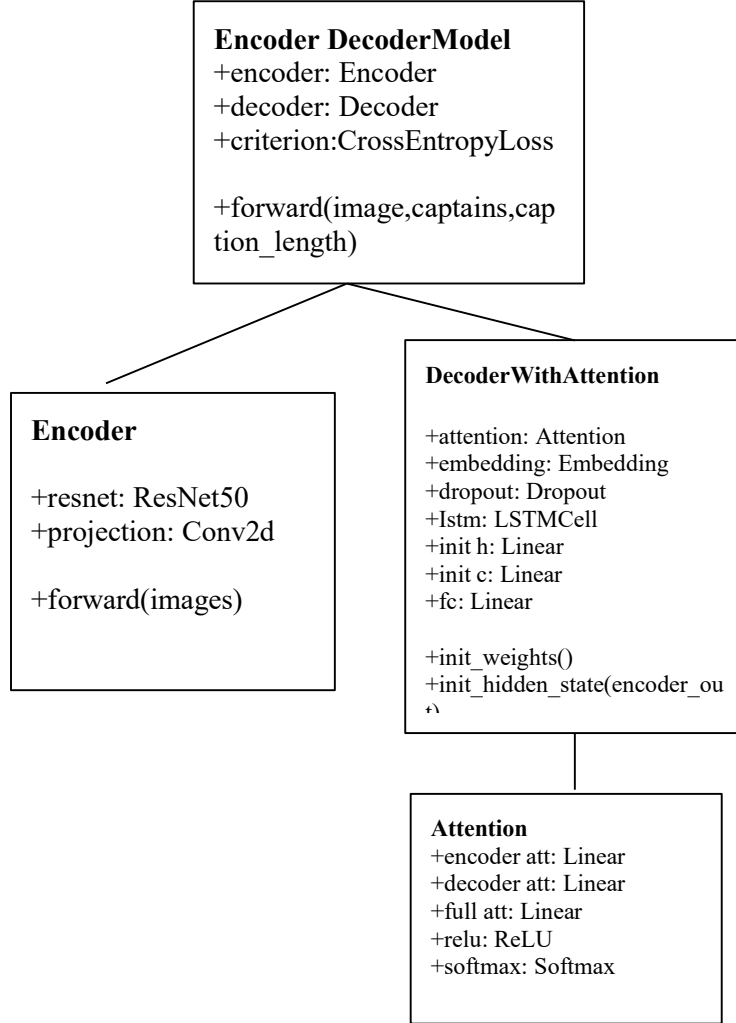 Encoder DecoderModel
+encoder: Encoder
+decoder: Decoder
+criterion:CrossEntropyLoss
+forward(image,captains,cap
tion_length)
Encoder
+resnet: ResNet50
+projection: Conv2d
+forward(images)
DecoderWithAttention
+attention: Attention
+embedding: Embedding
+dropout: Dropout
+Istm: LSTMCell
+init h: Linear
+init c: Linear
+fc: Linear
+init_weights()
+init_hidden_state(encoder_ou
t)
Attention
+encoder att: Linear
+decoder att: Linear
+full att: Linear
+relu: ReLU
+softmax: Softmax